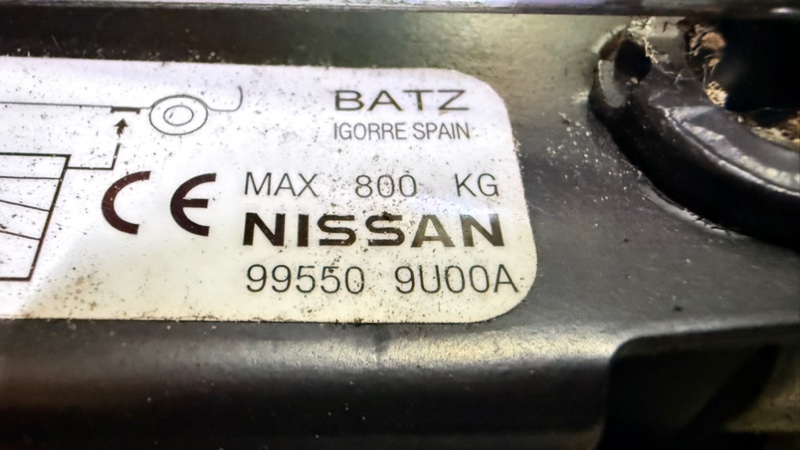 BATZ
IGORRE SPAIN
CE
MAX 800 KG
NISSAN
99550 9U00A